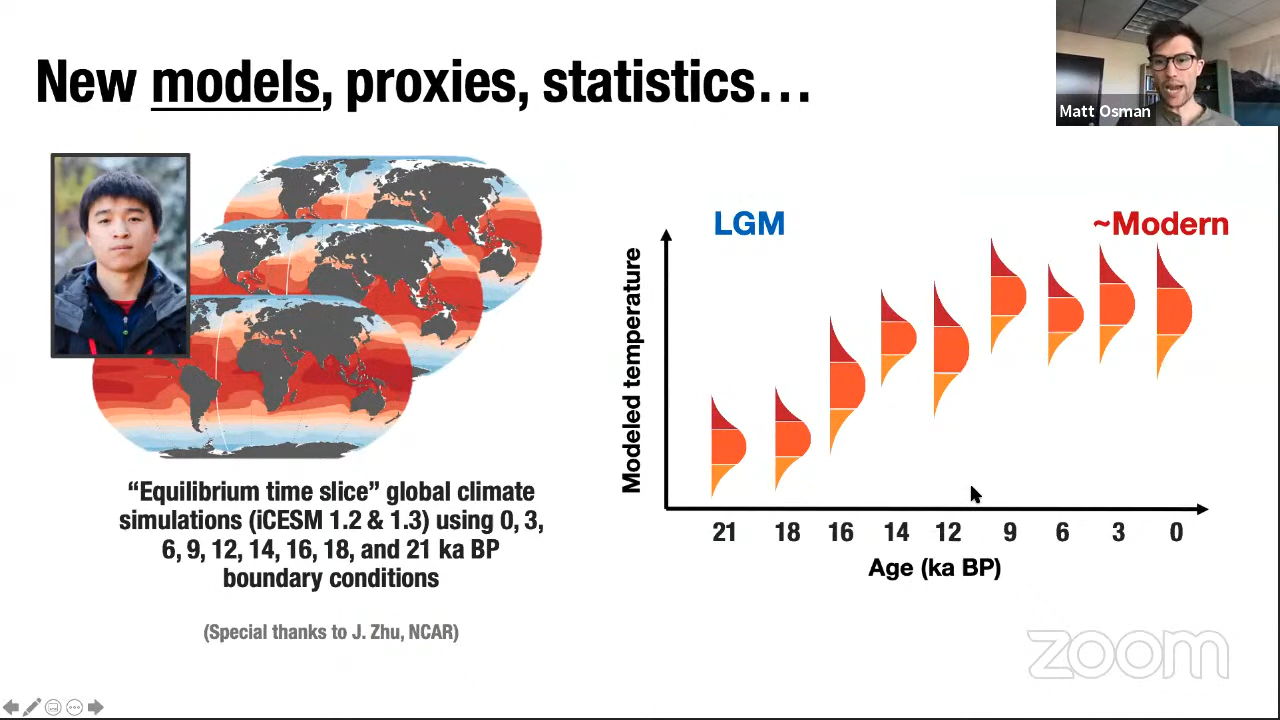 New models, proxies, statistics…
Matt Osman
LGM
~Modern
Modeled temperature
21 18 16 14 12 9 6 3 0
Age (ka BP)
“Equilibrium time slice” global climate
simulations (iCESM 1.2 & 1.3) using 0, 3,
6, 9, 12, 14, 16, 18, and 21 ka BP
boundary conditions
(Special thanks to J. Zhu, NCAR)
zoom